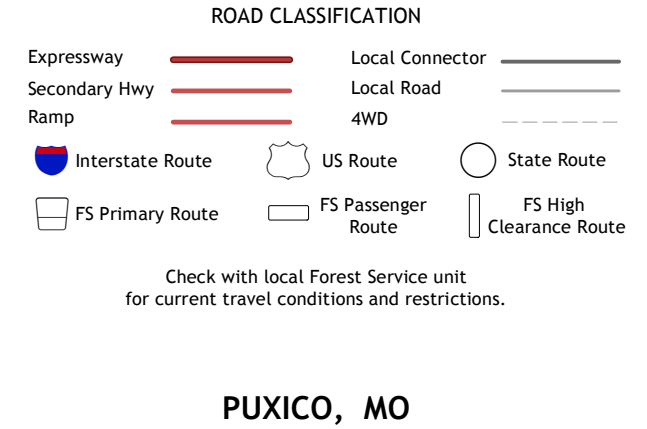 ROAD CLASSIFICATION
Expressway
Local Connector
Secondary Hwy
Local Road
Ramp
4WD
Interstate Route
US Route
State Route
FS Primary Route
FS Passenger
Route
FS High
Clearance Route
Check with local Forest Service unit
for current travel conditions and restrictions.
PUXICO, MO